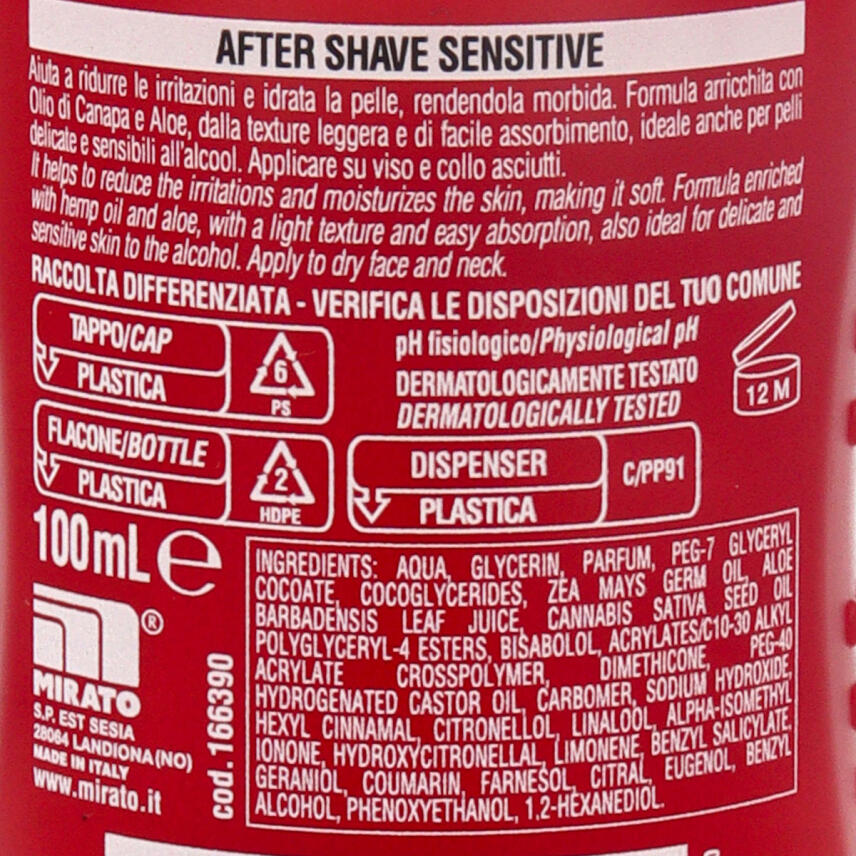 AFTER SHAVE SENSITIVE
Aiuta a ridurre le irritazioni e idrata la pelle, rendendola morbida. Formula arricchita con
Olio di Canapa e Aloe, dalla texture leggera e di facile assorbimento, ideale anche per pelli
delicate e sensibili all'alcool. Applicare su viso e collo asciutti.
It helps to reduce the irritations and moisturizes the skin, making it soft. Formula enriched
with hemp oil and aloe, with a light texture and easy absorption, also ideal for delicate and
sensitive skin to the alcohol. Apply to dry face and neck.
RACCOLTA DIFFERENZIATA - VERIFICA LE DISPOSIZIONI DEL TUO COMUNE
TAPPO/CAP
PLASTICA
6
PS
pH fisiologico/Physiological pH
DERMATOLOGICAMENTE TESTATO
DERMATOLOGICALLY TESTED
12 M
FLACONE/BOTTLE
PLASTICA
2
HDPE
DISPENSER
PLASTICA
C/PP91
100 mL e
INGREDIENTS: AQUA, GLYCERIN, PARFUM, PEG-7 GLYCERYL
COCOATE, COCOGLYCERIDES, ZEA MAYS GERM OIL, ALOE
BARBADENSIS LEAF JUICE, CANNABIS SATIVA SEED OIL
POLYGLYCERYL-4 ESTERS, BISABOLOL, ACRYLATES/C10-30 ALKYL
ACRYLATE CROSSPOLYMER, DIMETHICONE, PEG-40
HYDROGENATED CASTOR OIL, CARBOMER, SODIUM HYDROXIDE,
HEXYL CINNAMAL, CITRONELLOL, LINALOOL, ALPHA-ISOMETHYL
IONONE, HYDROXYCITRONELLAL, LIMONENE, BENZYL SALICYLATE,
GERANIOL, COUMARIN, FARNESOL, CITRAL, EUGENOL, BENZYL
ALCOHOL, PHENOXYETHANOL, 1,2-HEXANEDIOL.
®
MIRATO
S.P. EST SESIA
28064 LANDIONA (NO)
MADE IN ITALY
www.mirato.it
cod. 166390